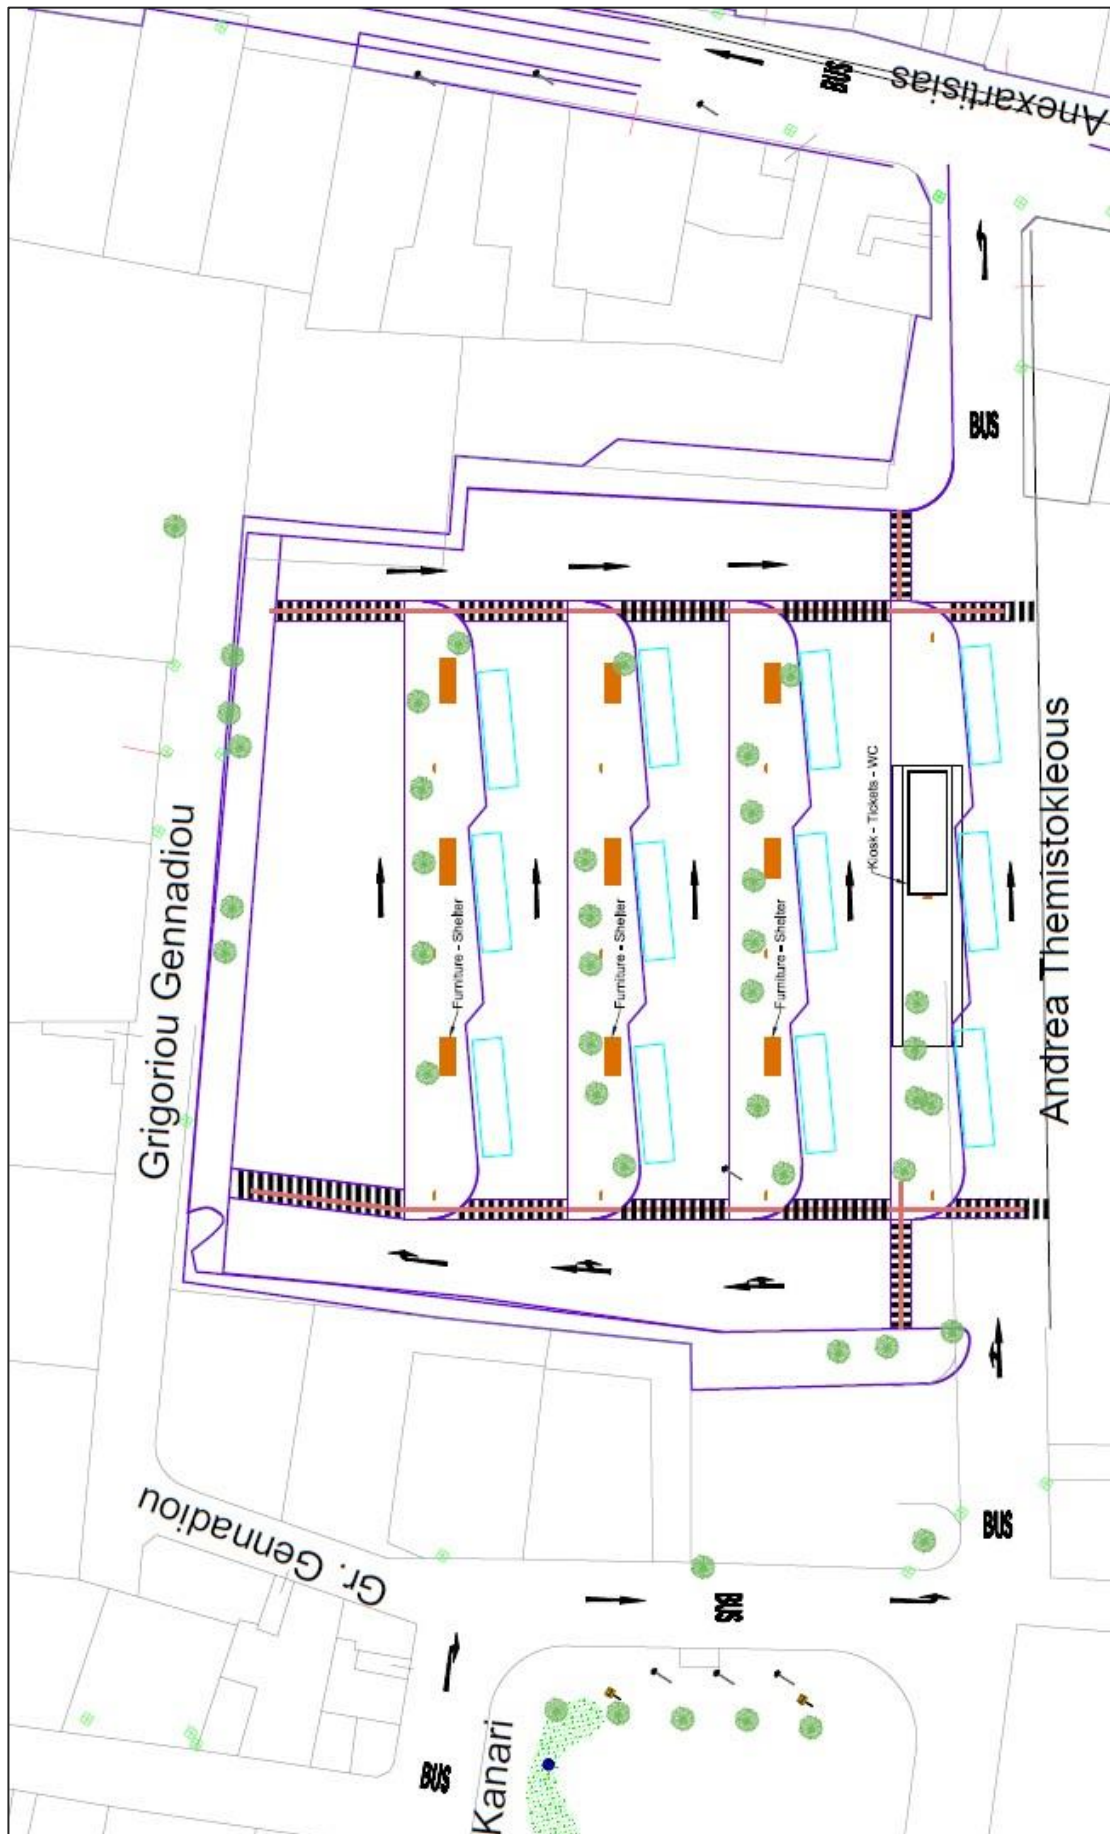 BUS
Anexartisias
BUS
Kiosk - Tickets - WC
Grigoriou Gennadiou
Furniture - Shelter
Furniture - Shelter
Furniture - Shelter
Andrea Themistokleous
Gr. Gennadiou
BUS
BUS
BUS
Kanari